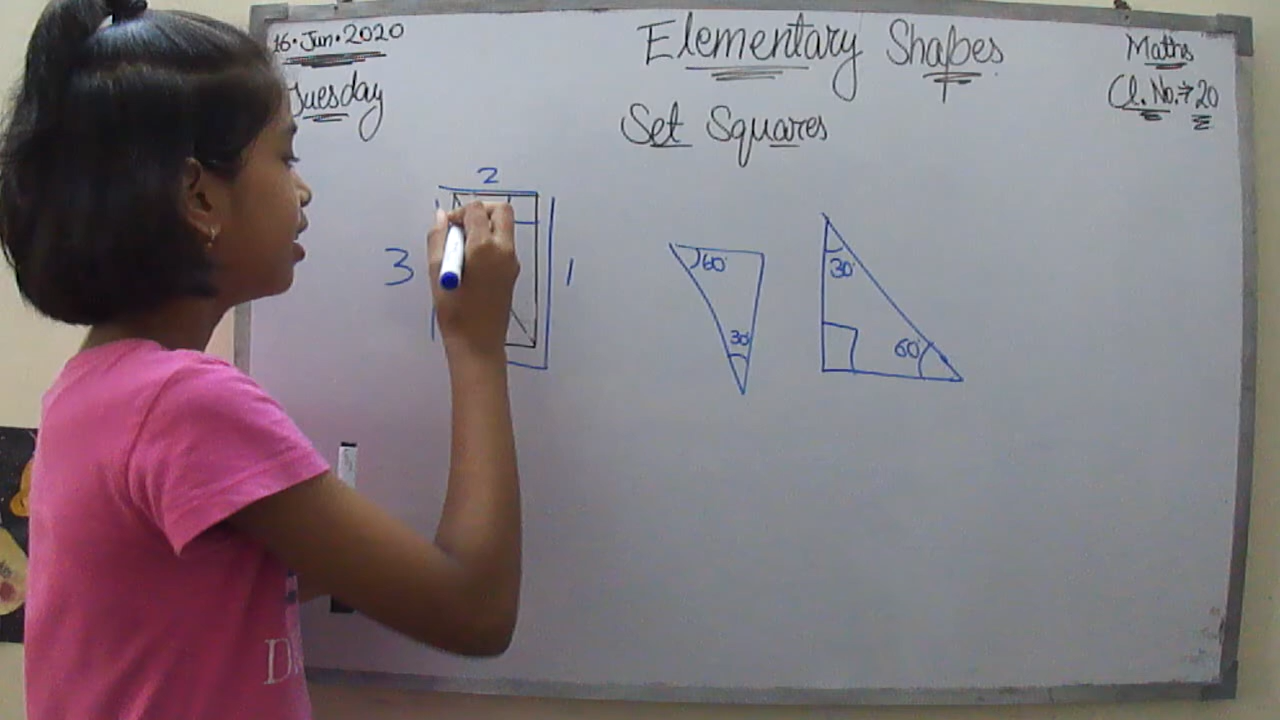 16.Jun.2020
Tuesday
Elementary Shapes
Set Squares
Maths
Cl.No.→20
2
3
1
60°
30°
30°
60°
D